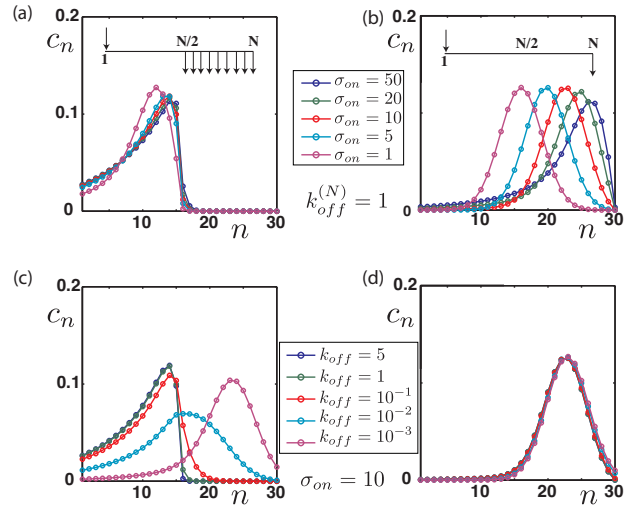 (a)
0.2
c_n
0.1
0
10
20
n
30
1
N/2
N
σ_on = 50
σ_on = 20
σ_on = 10
σ_on = 5
σ_on = 1
k_off^(N) = 1
(b)
0.2
c_n
0
10
20
n
30
1
N/2
N
(c)
0.2
c_n
0.1
0
10
20
n
30
k_off = 5
k_off = 1
k_off = 10^-1
k_off = 10^-2
k_off = 10^-3
σ_on = 10
(d)
0.2
c_n
0
10
20
n
30